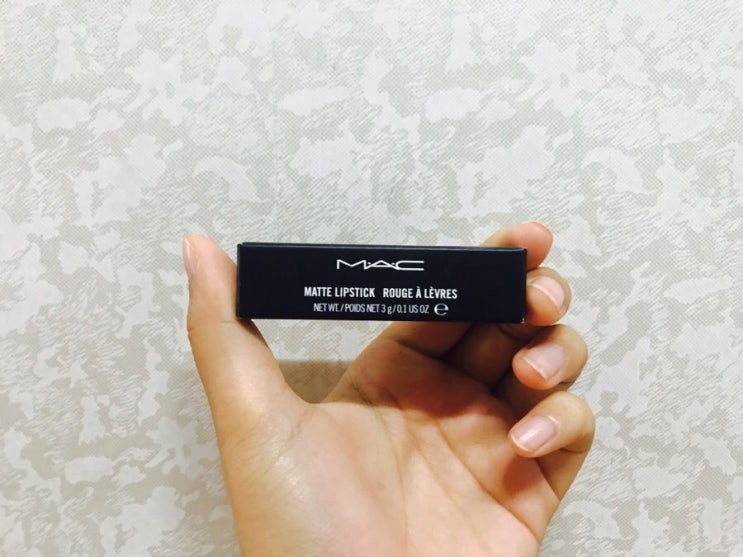 M·A·C
MATTE LIPSTICK ROUGE À LÈVRES
NET WT./POIDS NET 3 g/0.1 US OZ ℮